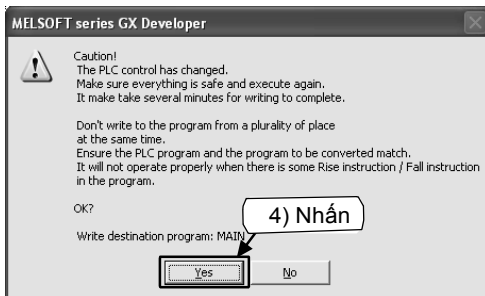 MELSOFT series GX Developer
Caution!
The PLC control has changed.
Make sure everything is safe and execute again.
It make take several minutes for writing to complete.
Don't write to the program from a plurality of place
at the same time.
Ensure the PLC program and the program to be converted match.
It will not operate properly when there is some Rise instruction / Fall instruction
in the program.
OK?
4) Nhấn
Write destination program: MAIN
Yes No